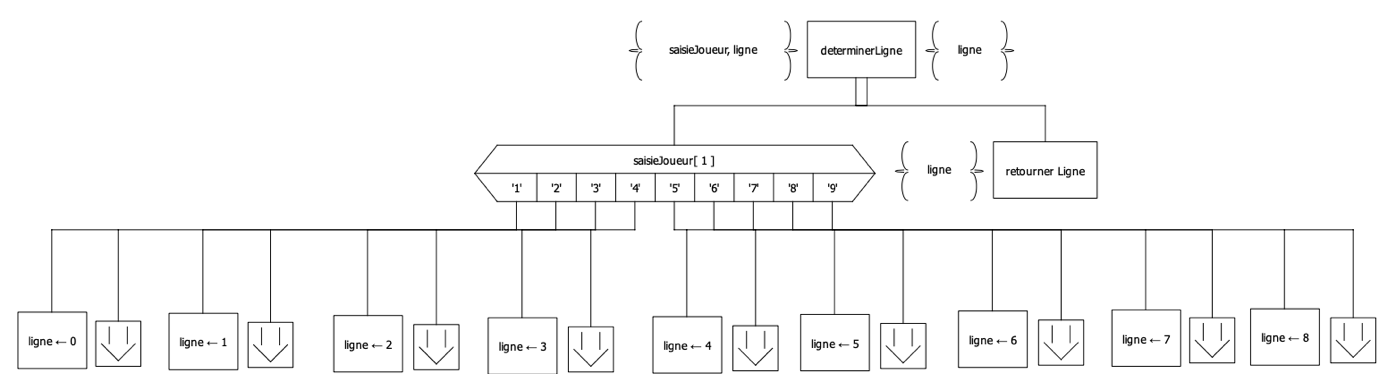 saisieJoueur, ligne
determinerLigne
ligne
saisieJoueur[ 1 ]
'1' '2' '3' '4' '5' '6' '7' '8' '9'
ligne
retourner Ligne
ligne ← 0
ligne ← 1
ligne ← 2
ligne ← 3
ligne ← 4
ligne ← 5
ligne ← 6
ligne ← 7
ligne ← 8